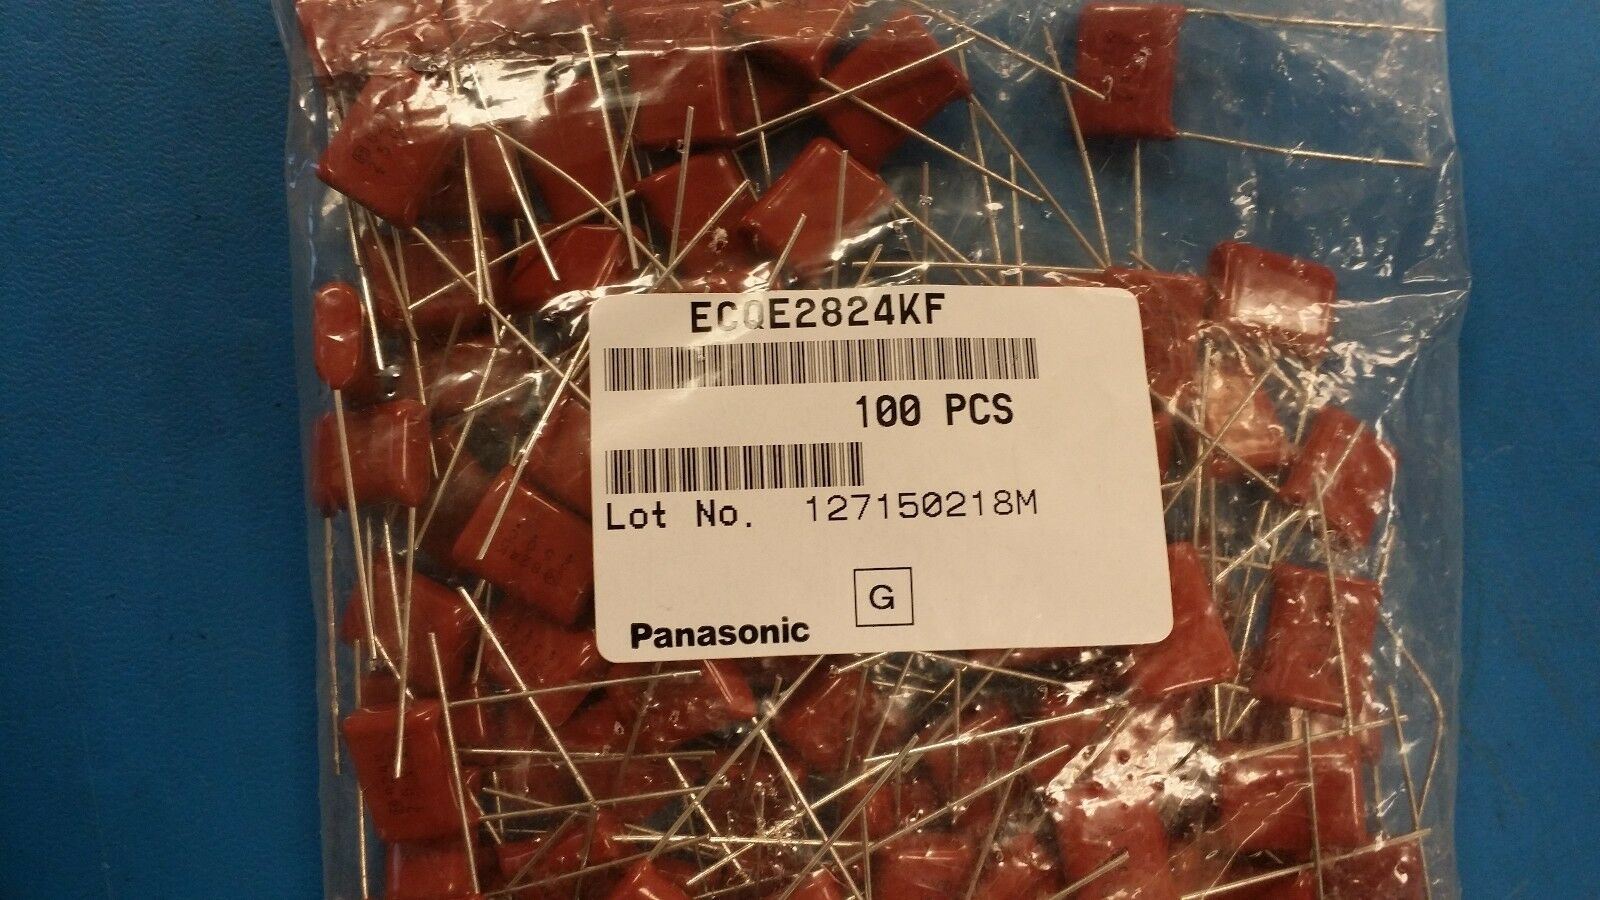 ECQE2824KF
100 PCS
Lot No. 127150218M
G
Panasonic